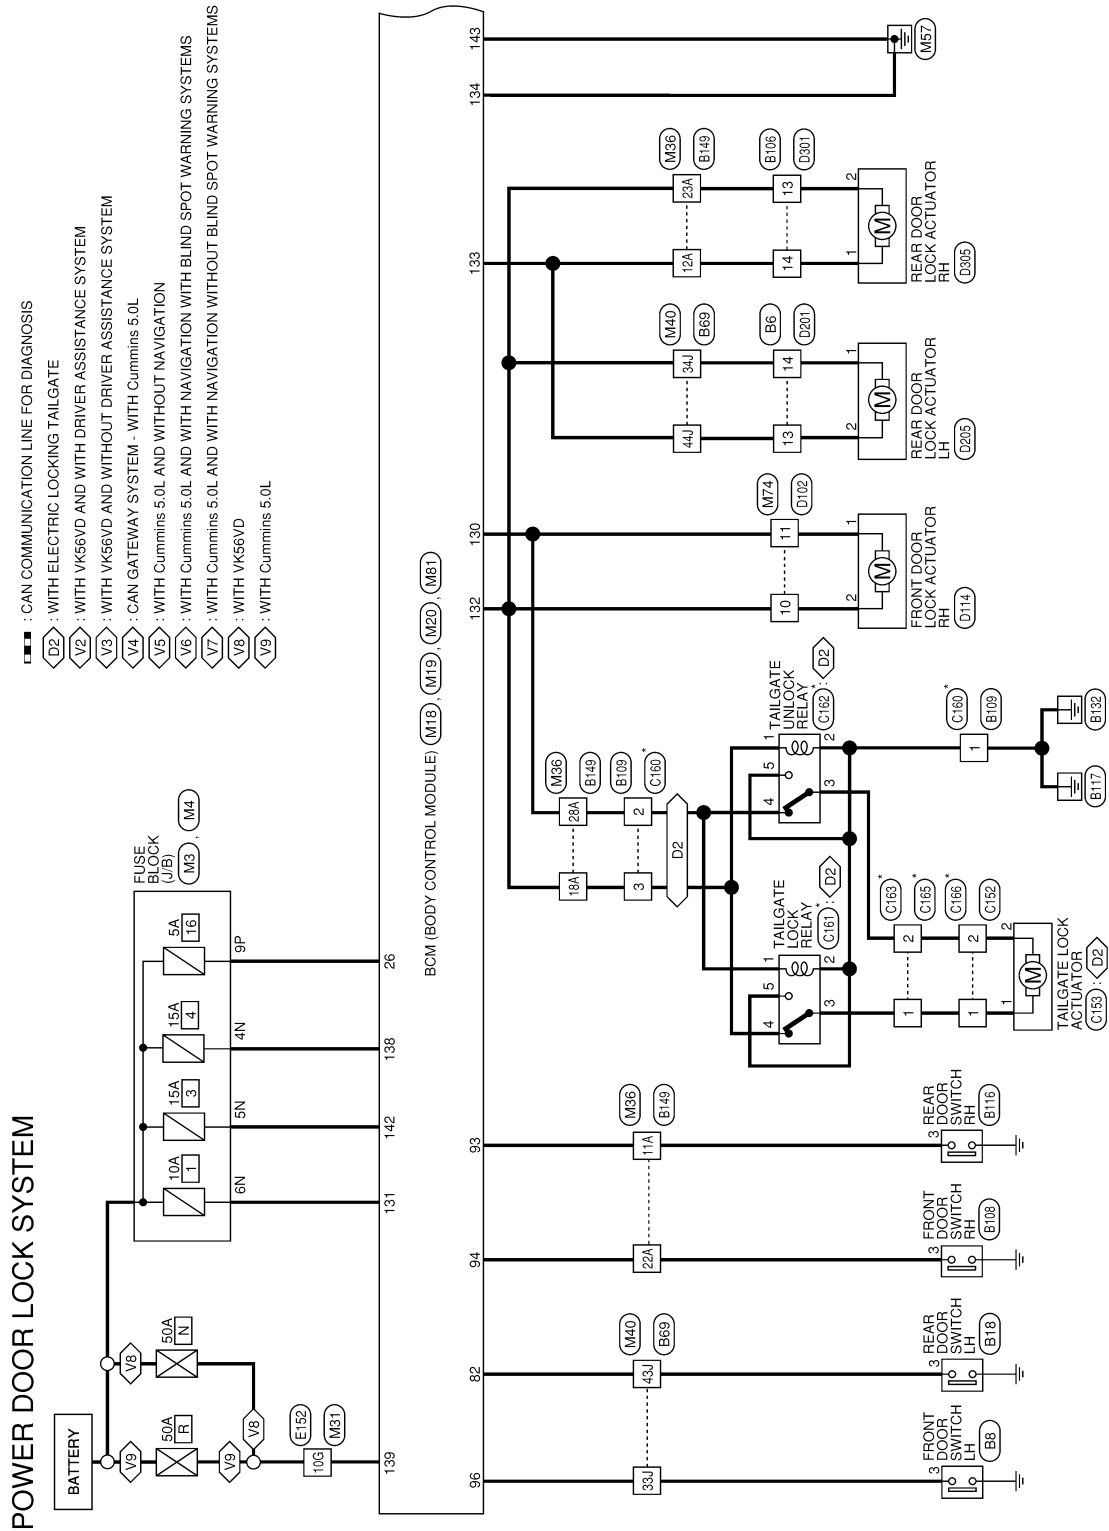 POWER DOOR LOCK SYSTEM
: CAN COMMUNICATION LINE FOR DIAGNOSIS
D2 : WITH ELECTRIC LOCKING TAILGATE
V2 : WITH VK56VD AND WITH DRIVER ASSISTANCE SYSTEM
V3 : WITH VK56VD AND WITHOUT DRIVER ASSISTANCE SYSTEM
V4 : CAN GATEWAY SYSTEM - WITH Cummins 5.0L
V5 : WITH Cummins 5.0L AND WITHOUT NAVIGATION
V6 : WITH Cummins 5.0L AND WITH NAVIGATION WITH BLIND SPOT WARNING SYSTEMS
V7 : WITH Cummins 5.0L AND WITH NAVIGATION WITHOUT BLIND SPOT WARNING SYSTEMS
V8 : WITH VK56VD
V9 : WITH Cummins 5.0L
BATTERY
V9
50A
R
V9
V8
50A
N
V8
10G
E152
M31
FUSE
BLOCK
(J/B)
M3 , M4
10A
1
6N
15A
3
5N
15A
4
4N
5A
16
9P
139
131
142
138
26
BCM (BODY CONTROL MODULE) M18 , M19 , M20 , M81
96
82
94
93
132
130
133
134
143
33J
43J
M40
B69
22A
11A
M36
B149
3
FRONT
DOOR
SWITCH
LH
B8
3
REAR
DOOR
SWITCH
LH
B18
3
FRONT
DOOR
SWITCH
RH
B108
3
REAR
DOOR
SWITCH
RH
B116
18A
28A
M36
B149
3
2
B109
C160 *
D2
TAILGATE
LOCK
RELAY
C161 * : D2
4
5
1
3
2
TAILGATE
UNLOCK
RELAY
C162 * : D2
4
5
1
3
2
1
2
C163 *
C165 *
1
2
C166 *
C152
1
2
M
TAILGATE LOCK
ACTUATOR
C153 : D2
1
C160 *
B109
B117
B132
10
11
M74
D102
2
1
M
FRONT DOOR
LOCK ACTUATOR
RH
D114
44J
34J
M40
B69
13
14
B6
D201
2
1
M
REAR DOOR
LOCK ACTUATOR
LH
D205
12A
23A
M36
B149
14
13
B106
D301
1
2
M
REAR DOOR
LOCK ACTUATOR
RH
D305
M57